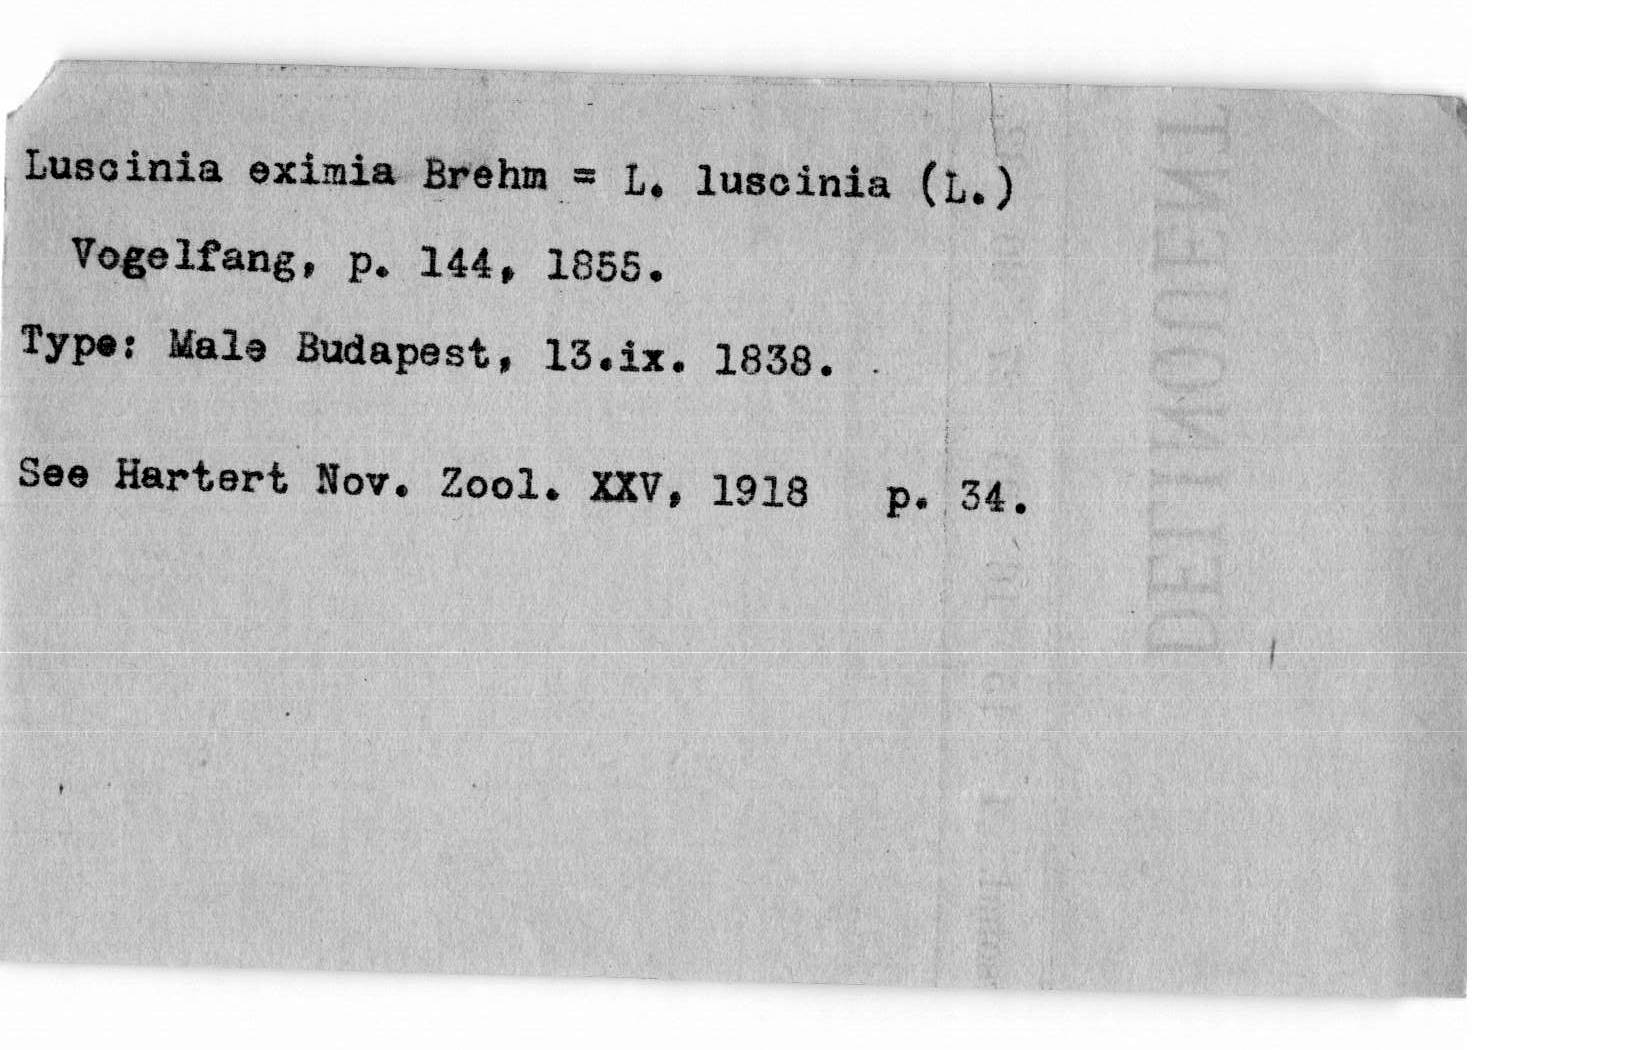 Luscinia eximia Brehm = L. luscinia (L.)
Vogelfang, p. 144, 1855.
Type: Male Budapest, 13.ix. 1838.
See Hartert Nov. Zool. XXV, 1918 p. 34.
DELINQUENT